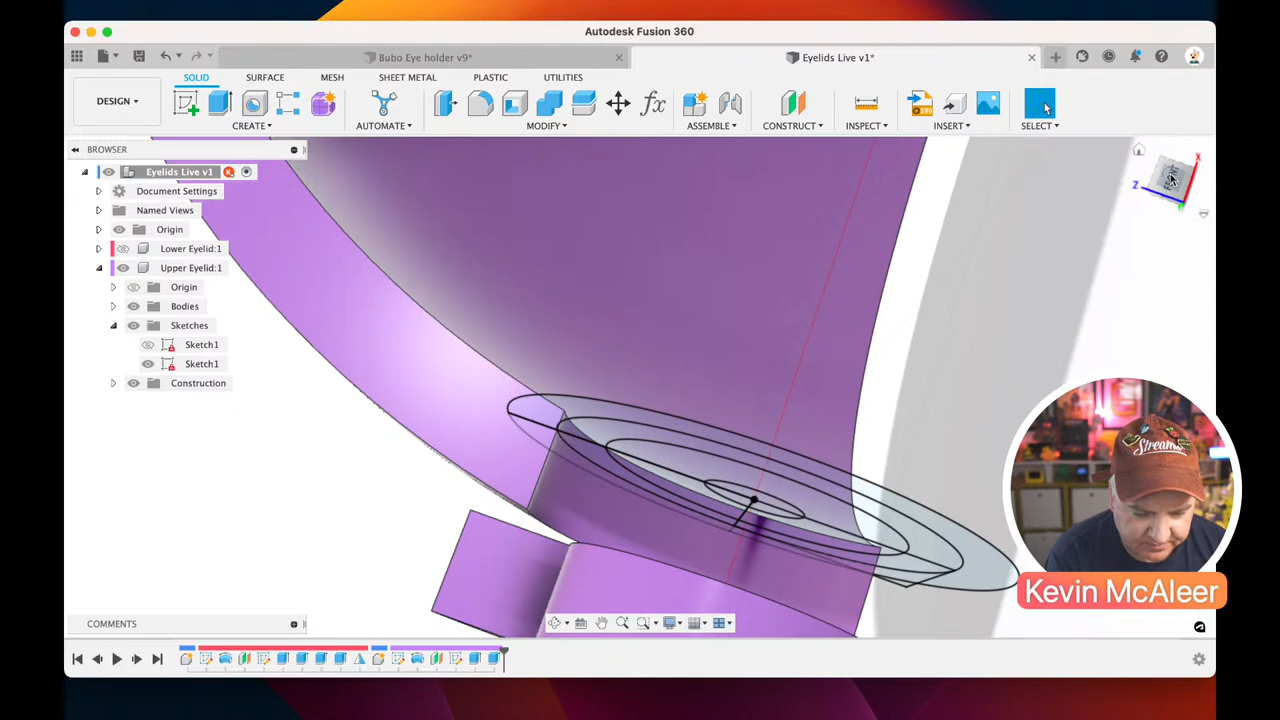 Autodesk Fusion 360
Bubo Eye holder v9*
Eyelids Live v1*
SOLID SURFACE MESH SHEET METAL PLASTIC UTILITIES
DESIGN
fx
CREATE AUTOMATE MODIFY ASSEMBLE CONSTRUCT INSPECT INSERT SELECT
BROWSER
Eyelids Live v1
Document Settings
Named Views
Origin
Lower Eyelid:1
Upper Eyelid:1
Origin
Bodies
Sketches
Sketch1
Sketch1
Construction
X
Z
Streams
Kevin McAleer
COMMENTS